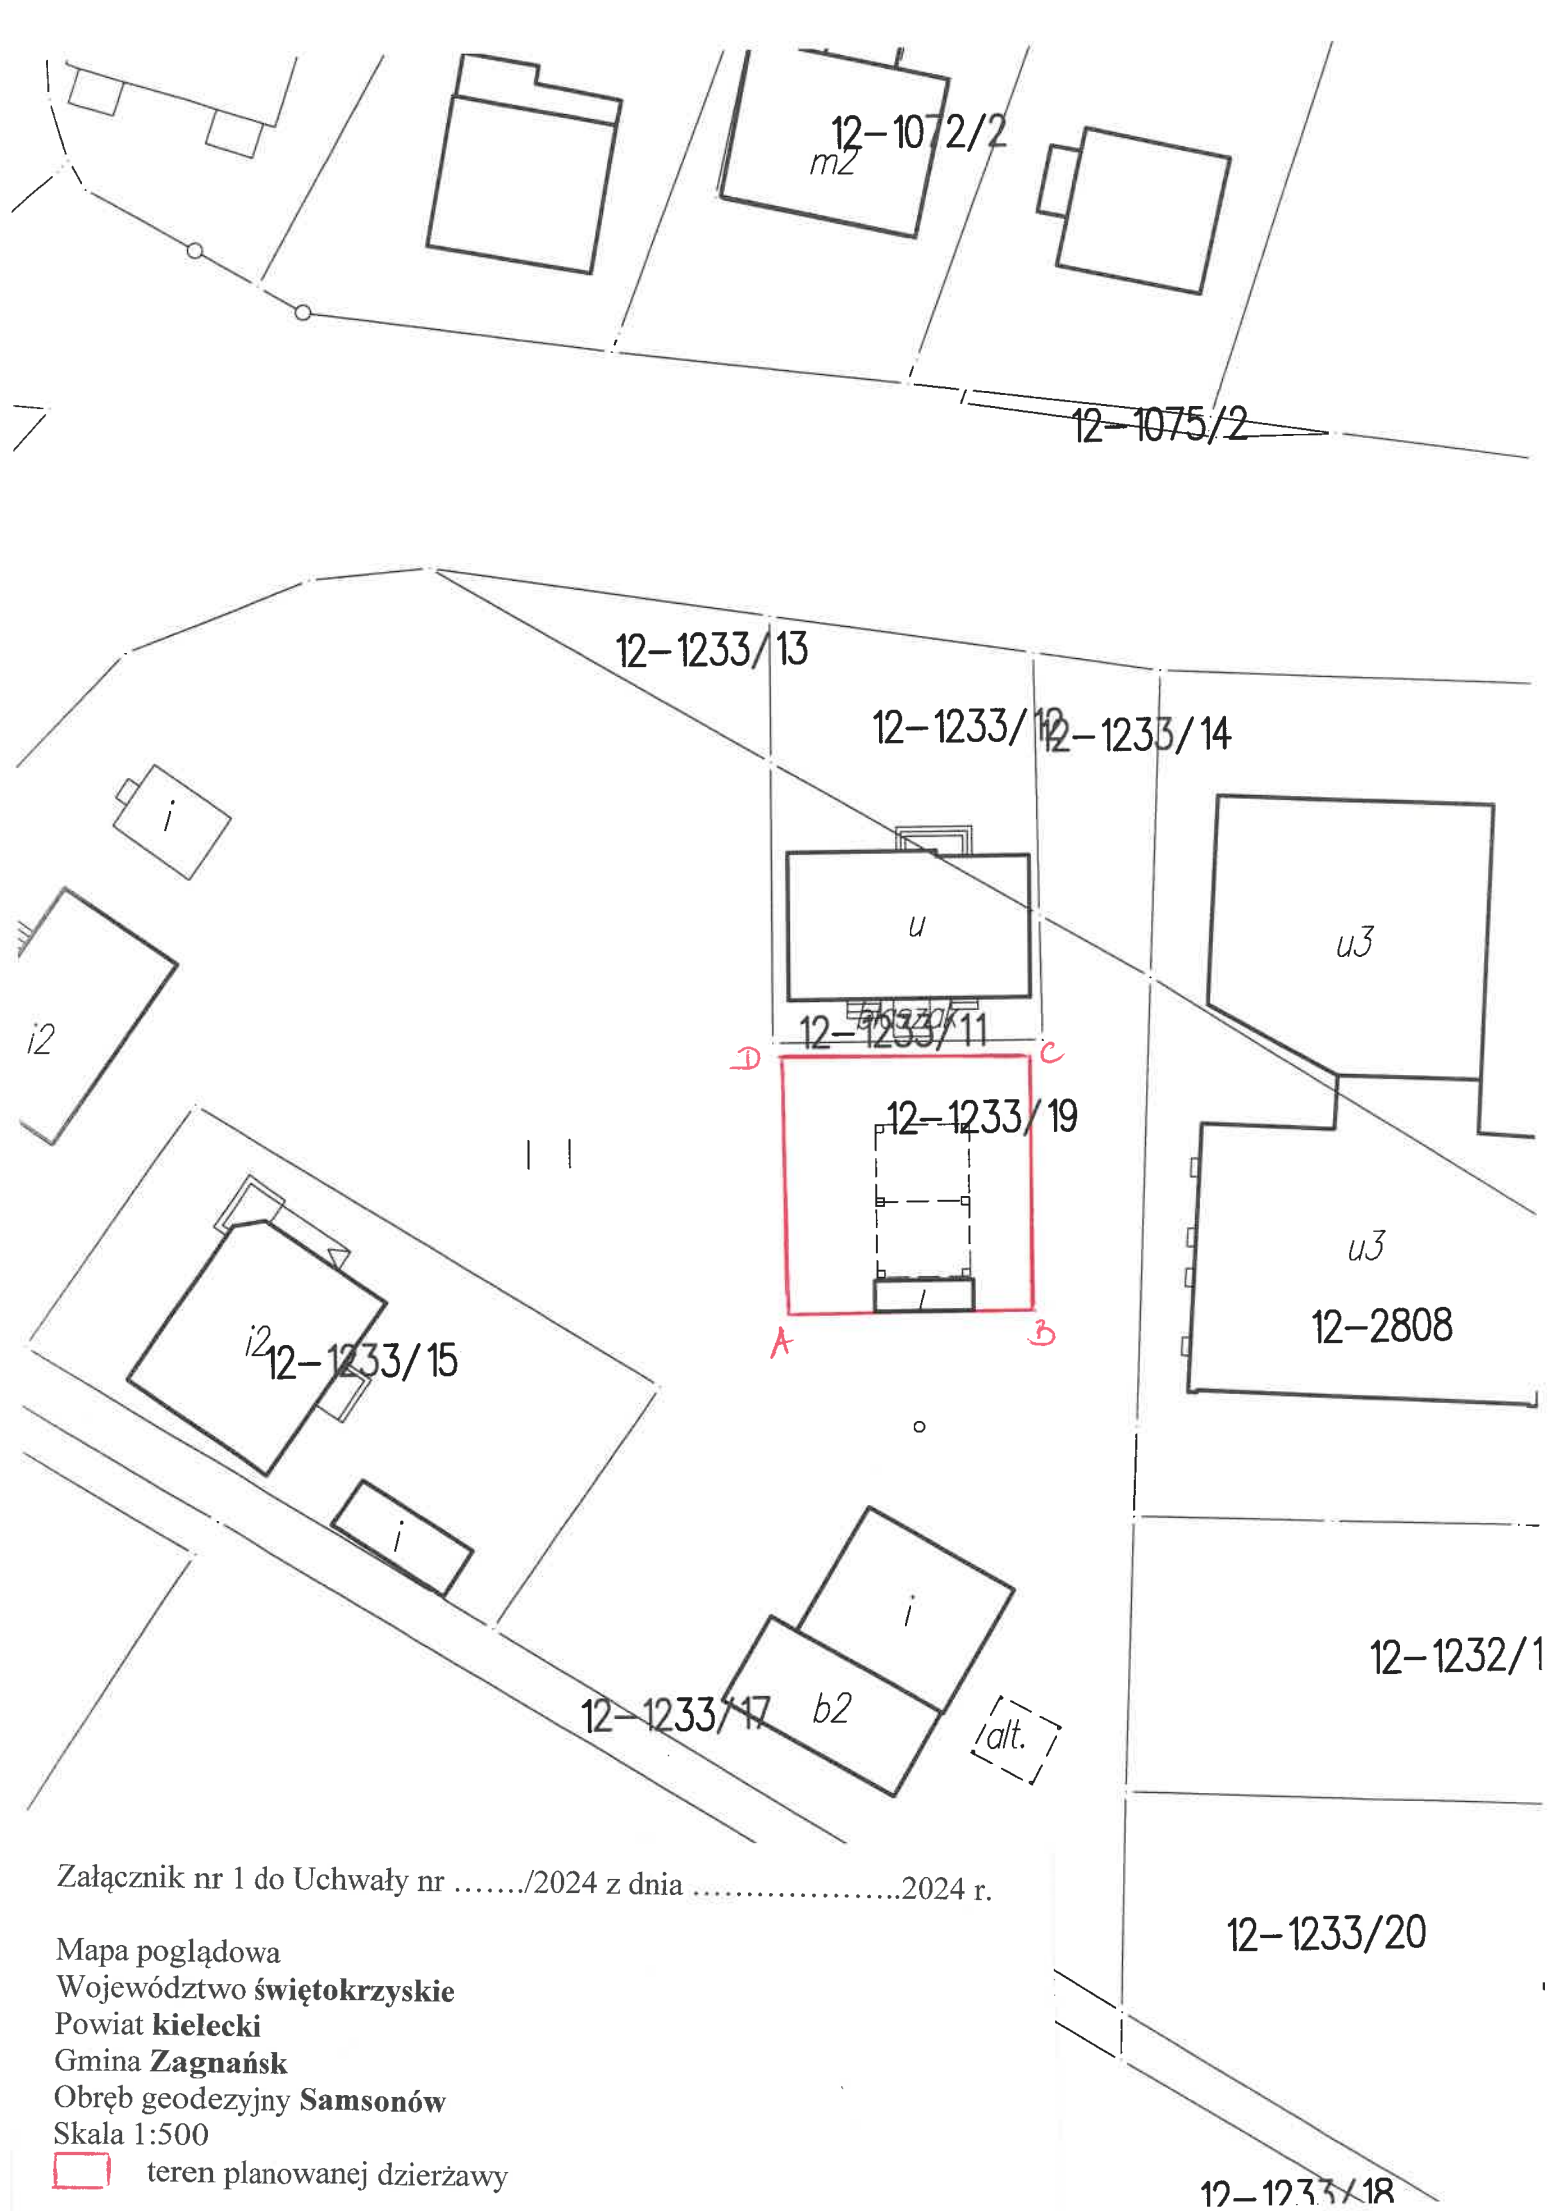 12-1072/2
m2
12-1075/2
12-1233/13
12-1233/12
12-1233/14
i
u
u3
i2
12-1233/11
D
C
12-1233/19
i
u3
12-2808
A
B
i2
12-1233/15
i
i
12-1232/1
b2
12-1233/17
alt.
Załącznik nr 1 do Uchwały nr ……./2024 z dnia …………………..2024 r.
12-1233/20
Mapa poglądowa
Województwo świętokrzyskie
Powiat kielecki
Gmina Zagnańsk
Obręb geodezyjny Samsonów
Skala 1:500
teren planowanej dzierżawy
12-1233/18